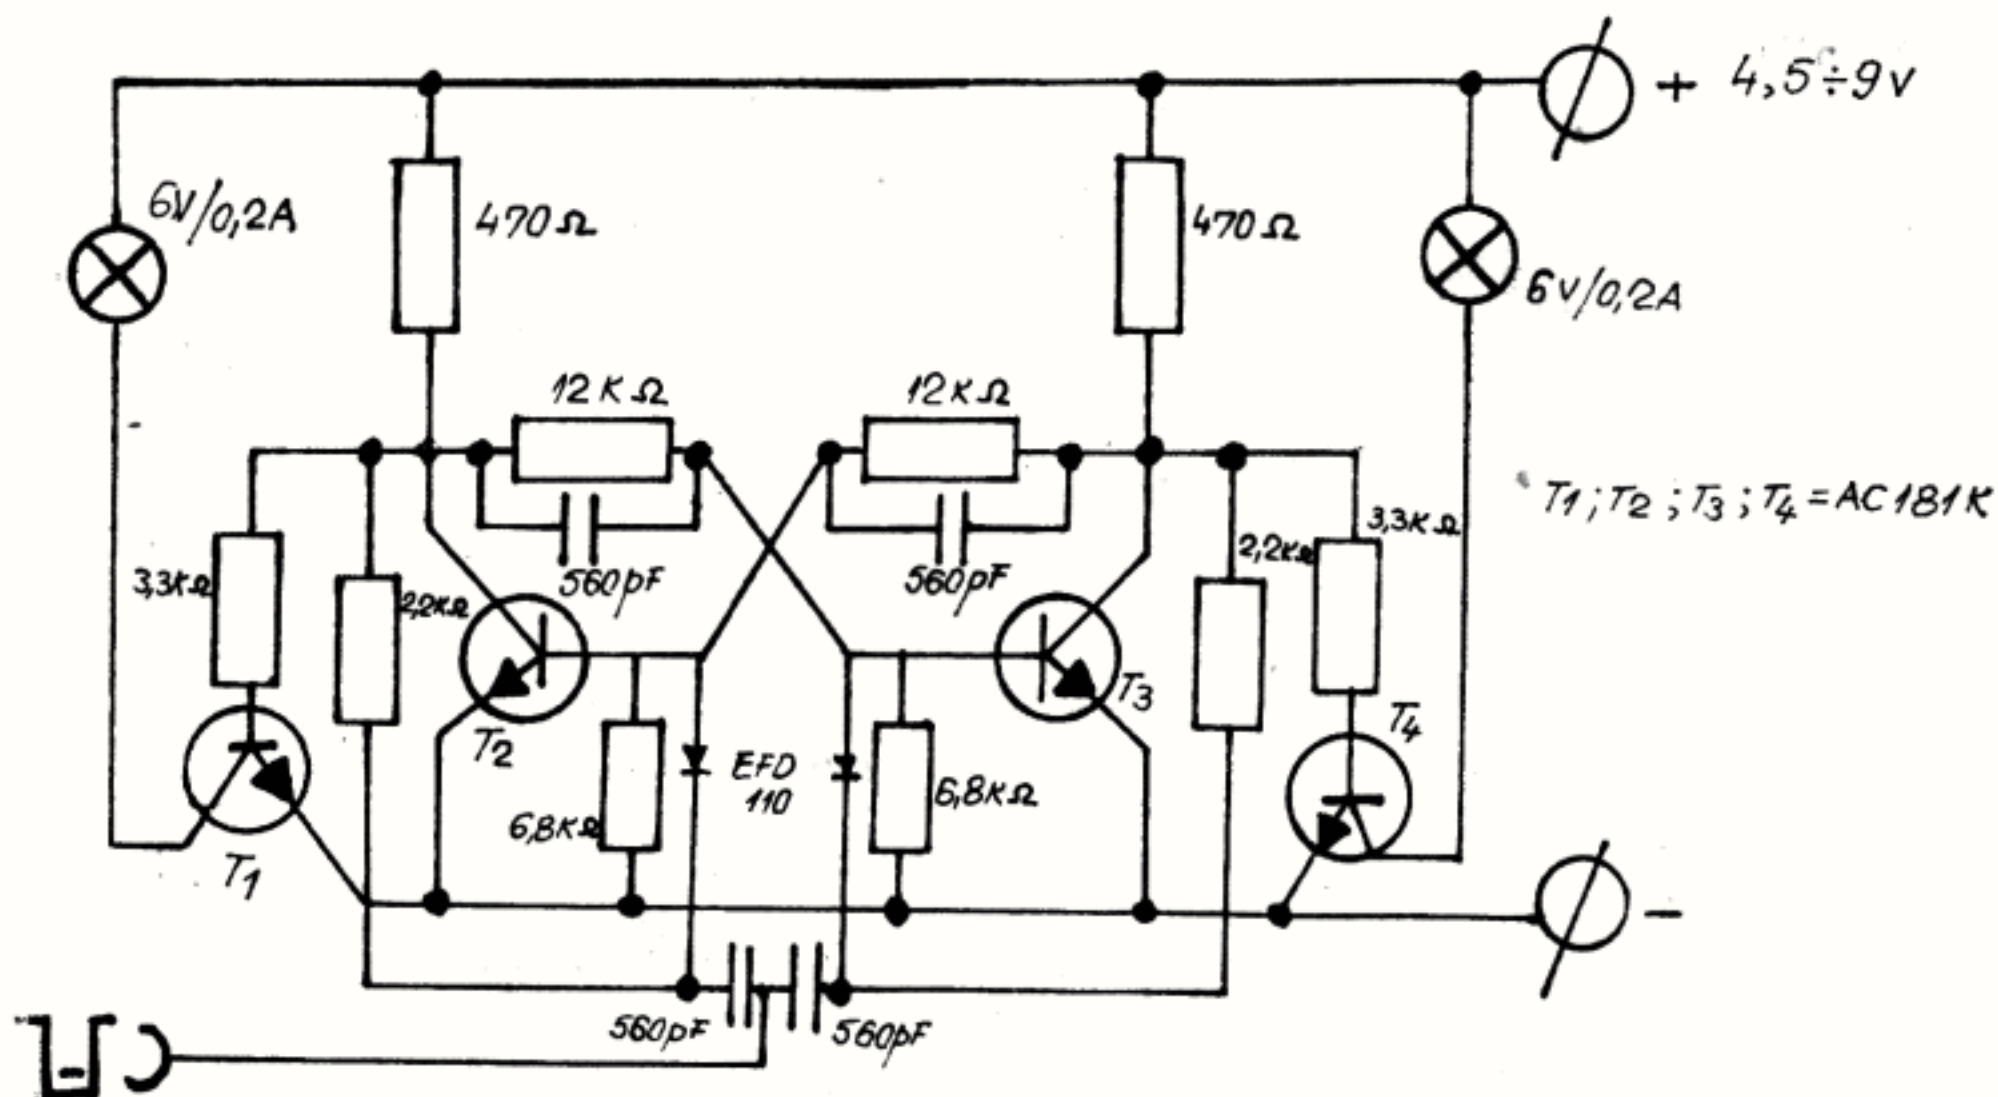 + 4,5÷9V
6V/0,2A
470Ω
470Ω
6V/0,2A
12KΩ
12KΩ
T1; T2; T3; T4=AC181K
3,3KΩ
2,2KΩ
560pF
560pF
2,2KΩ
3,3KΩ
T2
T3
T4
EFD
110
6,8KΩ
6,8KΩ
T1
-
560pF
560pF
-